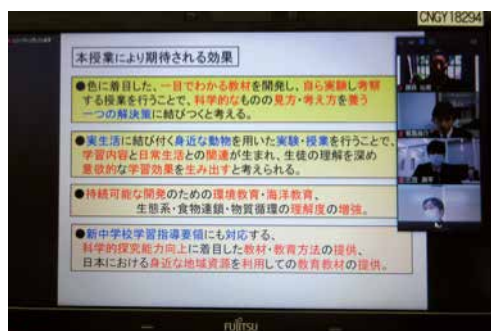 CNGY18294
本授業により期待される効果
●色に着目した、一目でわかる教材を開発し、自ら実験し考察
する授業を行うことで、科学的なものの見方・考え方を養う
一つの解決策に結びつくと考える。
●実生活に結び付く身近な動物を用いた実験・授業を行うことで、
学習内容と日常生活との関連が生まれ、生徒の理解を深め
意欲的な学習効果を生み出すと考えられる。
●持続可能な開発のための環境教育・海洋教育、
生態系・食物連鎖・物質循環の理解度の増強。
●新中学校学習指導要領にも対応する、
科学的探究能力向上に着目した教材・教育方法の提供、
日本における身近な地域資源を利用しての教育教材の提供。
FUJITSU